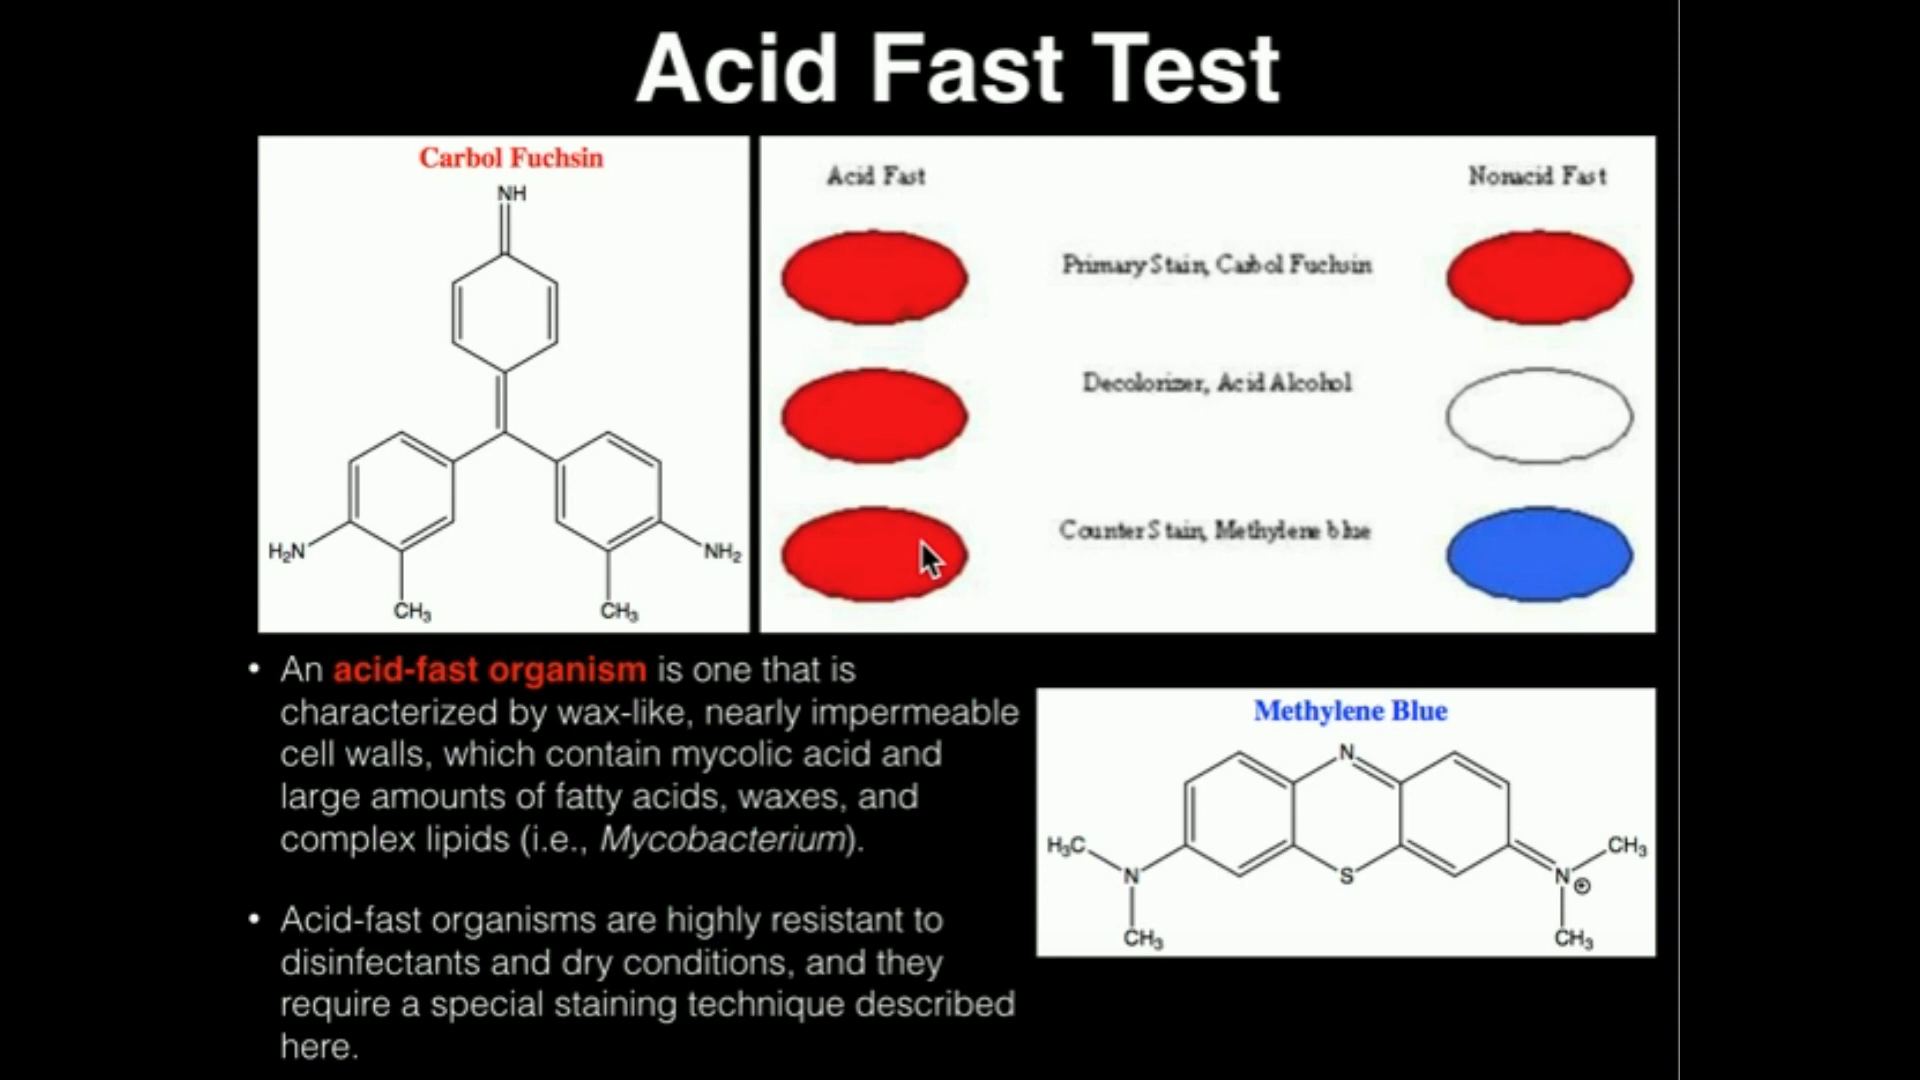 Acid Fast Test
Carbol Fuchsin
NH
H₂N
NH₂
CH₃
CH₃
Acid Fast
Nonacid Fast
Primary Stain, Carbol Fuchsin
Decolorizer, Acid Alcohol
Counter Stain, Methylene blue
• An acid-fast organism is one that is
characterized by wax-like, nearly impermeable
cell walls, which contain mycolic acid and
large amounts of fatty acids, waxes, and
complex lipids (i.e., Mycobacterium).
• Acid-fast organisms are highly resistant to
disinfectants and dry conditions, and they
require a special staining technique described
here.
Methylene Blue
N
H₃C
CH₃
N
S
N⊕
CH₃
CH₃